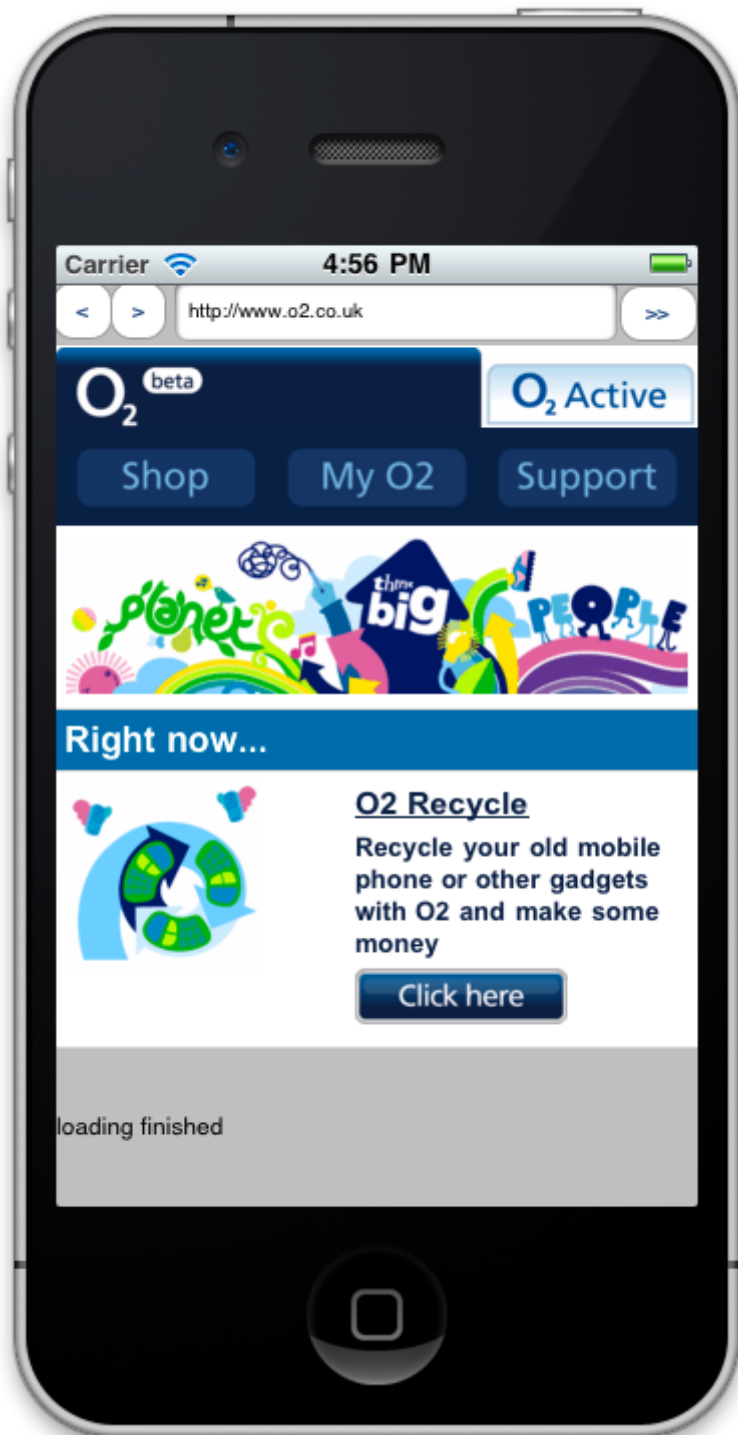 Carrier 4:56 PM
< > http://www.o2.co.uk >>
O2 beta O2 Active
Shop My O2 Support
planet think big PEOPLE
Right now...
O2 Recycle
Recycle your old mobile
phone or other gadgets
with O2 and make some
money
Click here
loading finished